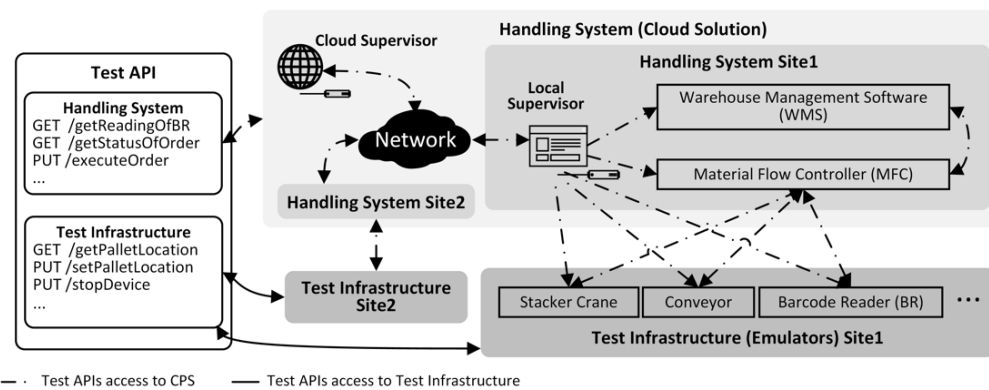 Test API
Handling System
GET /getReadingOfBR
GET /getStatusOfOrder
PUT /executeOrder
...
Test Infrastructure
GET /getPalletLocation
PUT /setPalletLocation
PUT /stopDevice
...
Handling System (Cloud Solution)
Cloud Supervisor
Network
Handling System Site2
Test Infrastructure
Site2
Handling System Site1
Local
Supervisor
Warehouse Management Software
(WMS)
Material Flow Controller (MFC)
Stacker Crane
Conveyor
Barcode Reader (BR)
...
Test Infrastructure (Emulators) Site1
Test APIs access to CPS
Test APIs access to Test Infrastructure